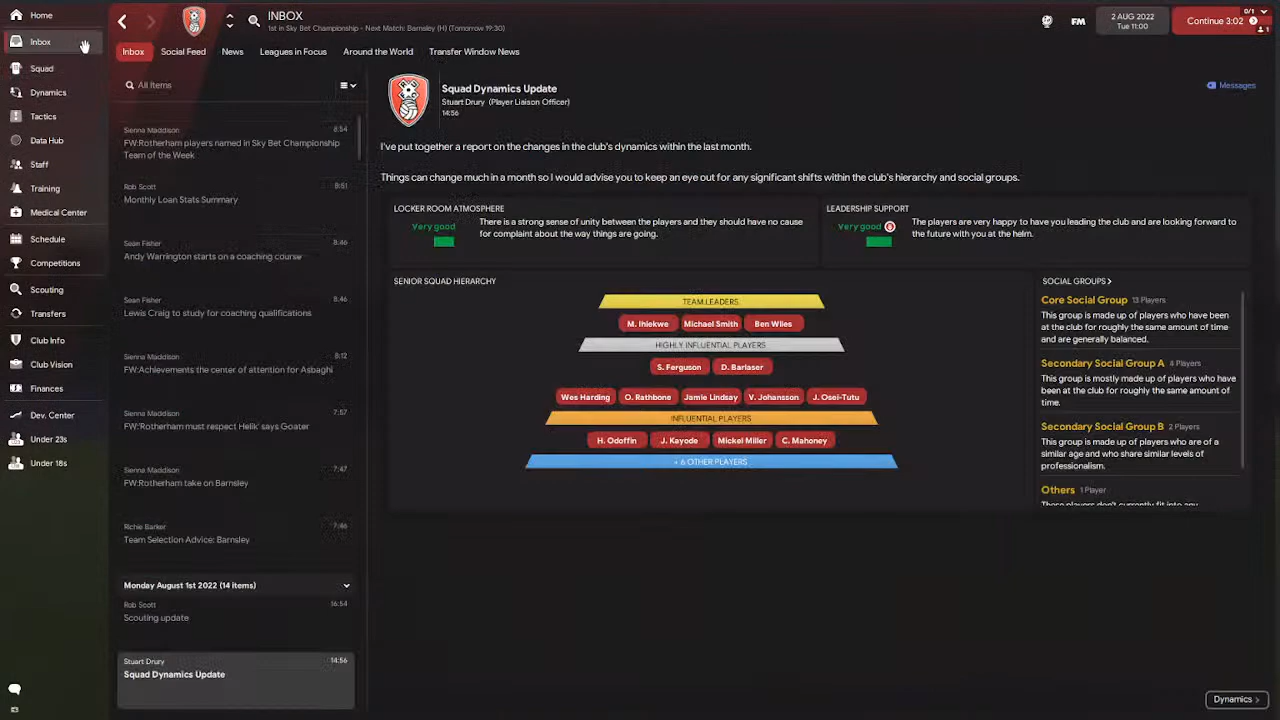 Home
Inbox
Squad
Dynamics
Tactics
Data Hub
Staff
Training
Medical Center
Schedule
Competitions
Scouting
Transfers
Club Info
Club Vision
Finances
Dev. Center
Under 23s
Under 18s
INBOX
1st in Sky Bet Championship - Next Match: Barnsley (H) (Tomorrow 19:30)
FM
2 AUG 2022
Tue 11:00
Continue 3:02
0/1
1
Inbox
Social Feed
News
Leagues in Focus
Around the World
Transfer Window News
All Items
Sienna Maddison
8:54
FW:Rotherham players named in Sky Bet Championship
Team of the Week
Rob Scott
8:51
Monthly Loan Stats Summary
Sean Fisher
8:46
Andy Warrington starts on a coaching course
Sean Fisher
8:46
Lewis Craig to study for coaching qualifications
Sienna Maddison
8:12
FW:Achievements the center of attention for Asbaghi
Sienna Maddison
7:57
FW:'Rotherham must respect Helik' says Goater
Sienna Maddison
7:47
FW:Rotherham take on Barnsley
Richie Barker
7:46
Team Selection Advice: Barnsley
Monday August 1st 2022 (14 items)
Rob Scott
16:54
Scouting update
Stuart Drury
14:56
Squad Dynamics Update
Squad Dynamics Update
Stuart Drury (Player Liaison Officer)
14:56
Messages
I've put together a report on the changes in the club's dynamics within the last month.
Things can change much in a month so I would advise you to keep an eye out for any significant shifts within the club's hierarchy and social groups.
LOCKER ROOM ATMOSPHERE
Very good
There is a strong sense of unity between the players and they should have no cause
for complaint about the way things are going.
LEADERSHIP SUPPORT
Very good
The players are very happy to have you leading the club and are looking forward to
the future with you at the helm.
SENIOR SQUAD HIERARCHY
TEAM LEADERS
M. Ihiekwe
Michael Smith
Ben Wiles
HIGHLY INFLUENTIAL PLAYERS
S. Ferguson
D. Barlaser
Wes Harding
O. Rathbone
Jamie Lindsay
V. Johansson
J. Osei-Tutu
INFLUENTIAL PLAYERS
H. Odoffin
J. Kayode
Mickel Miller
C. Mahoney
+ 6 OTHER PLAYERS
SOCIAL GROUPS
Core Social Group 13 Players
This group is made up of players who have been
at the club for roughly the same amount of time
and are generally balanced.
Secondary Social Group A 4 Players
This group is mostly made up of players who have
been at the club for roughly the same amount of
time.
Secondary Social Group B 2 Players
This group is made up of players who are of a
similar age and who share similar levels of
professionalism.
Others 1 Player
These players don't currently fit into any
Dynamics